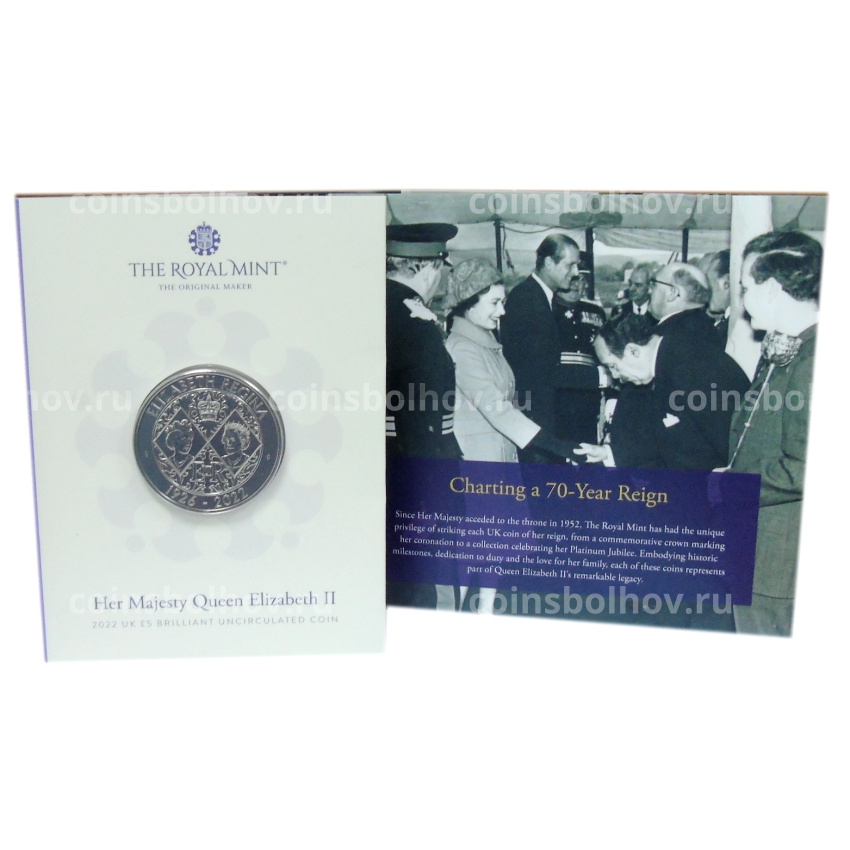 coinsbolhov.ru
coinsbolhov.ru
THE ROYAL MINT®
THE ORIGINAL MAKER
ELIZABETH REGINA
1926 - 2022
hov.ru
coinsbolhov.ru
coinsbol
Charting a 70-Year Reign
Since Her Majesty acceded to the throne in 1952, The Royal Mint has had the unique
privilege of striking each UK coin of her reign, from a commemorative crown marking
her coronation to a collection celebrating her Platinum Jubilee. Embodying historic
milestones, dedication to duty and the love for her family, each of these coins represents
part of Queen Elizabeth II's remarkable legacy.
Her Majesty Queen Elizabeth II
2022 UK £5 BRILLIANT UNCIRCULATED COIN
coinsbolhov.ru
coinsbolhov.ru